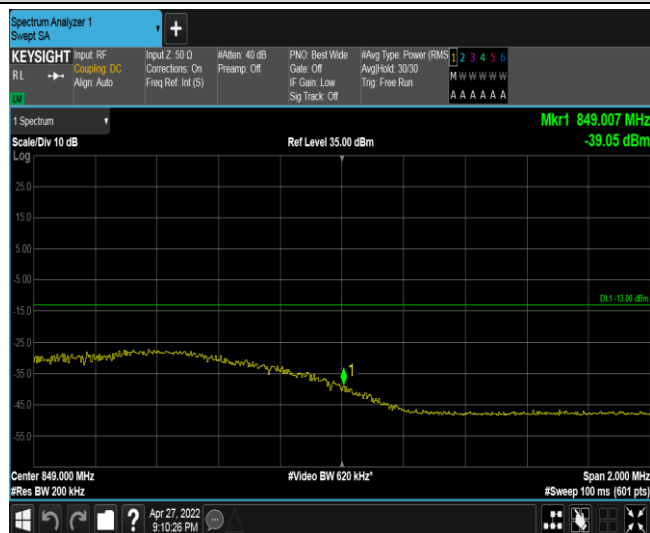 Spectrum Analyzer 1
Swept SA
+
KEYSIGHT Input: RF Input Z: 50 Ω #Atten: 40 dB PNO: Best Wide #Avg Type: Power (RMS 1 2 3 4 5 6
RL Coupling: DC Corrections: On Preamp: Off Gate: Off Avg|Hold: 30/30 M W W W W W
Align: Auto Freq Ref: Int (S) IF Gain: Low Trig: Free Run
Sig Track: Off A A A A A A
LXI
1 Spectrum Mkr1 849.007 MHz
Scale/Div 10 dB Ref Level 35.00 dBm -39.05 dBm
Log
25.0
15.0
5.00
-5.00
DL1 -13.00 dBm
-15.0
-25.0
1
-35.0
-45.0
-55.0
Center 849.000 MHz #Video BW 620 kHz* Span 2.000 MHz
#Res BW 200 kHz #Sweep 100 ms (601 pts)
? Apr 27, 2022
9:10:26 PM